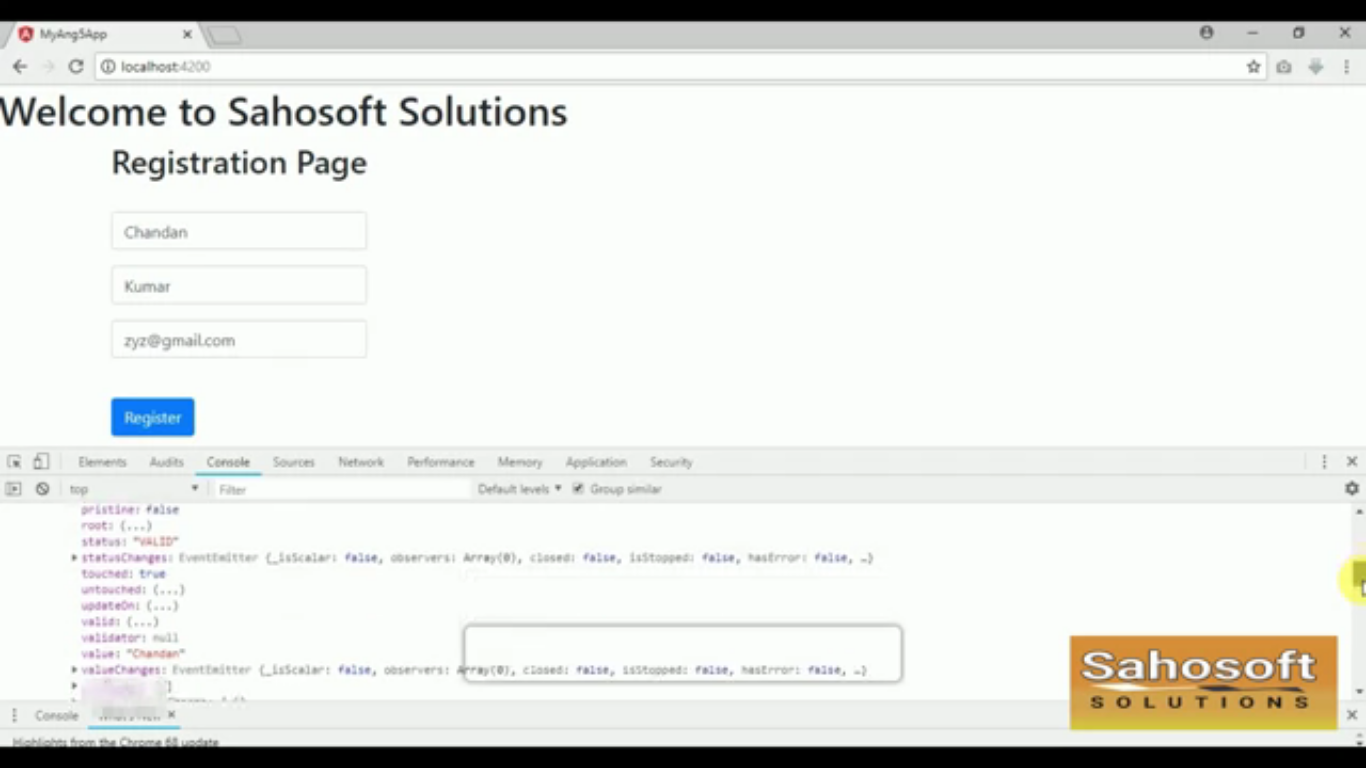 MyAng5App
localhost:4200
Welcome to Sahosoft Solutions
Registration Page
Chandan
Kumar
zyz@gmail.com
Register
Elements Audits Console Sources Network Performance Memory Application Security
top Filter Default levels Group similar
pristine: false
root: (...)
status: "VALID"
statusChanges: EventEmitter {_isScalar: false, observers: Array(0), closed: false, isStopped: false, hasError: false, …}
touched: true
untouched: (...)
updateOn: (...)
valid: (...)
validator: null
value: "Chandan"
valueChanges: EventEmitter {_isScalar: false, observers: Array(0), closed: false, isStopped: false, hasError: false, …}
Sahosoft
SOLUTIONS
Console What's New
Highlights from the Chrome 68 update